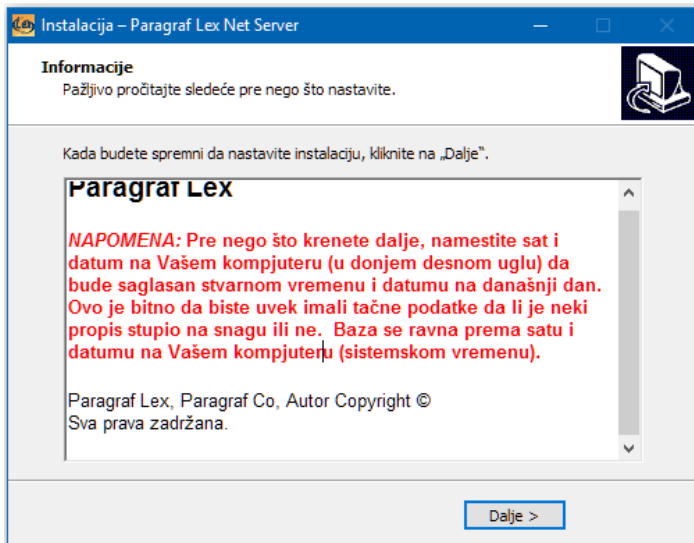 Instalacija – Paragraf Lex Net Server
Informacije
Pažljivo pročitajte sledeće pre nego što nastavite.
Kada budete spremni da nastavite instalaciju, kliknite na „Dalje“.
Paragraf Lex
NAPOMENA: Pre nego što krenete dalje, namestite sat i
datum na Vašem kompjuteru (u donjem desnom uglu) da
bude saglasan stvarnom vremenu i datumu na današnji dan.
Ovo je bitno da biste uvek imali tačne podatke da li je neki
propis stupio na snagu ili ne.  Baza se ravna prema satu i
datumu na Vašem kompjuteru (sistemskom vremenu).
Paragraf Lex, Paragraf Co, Autor Copyright ©
Sva prava zadržana.
Dalje >